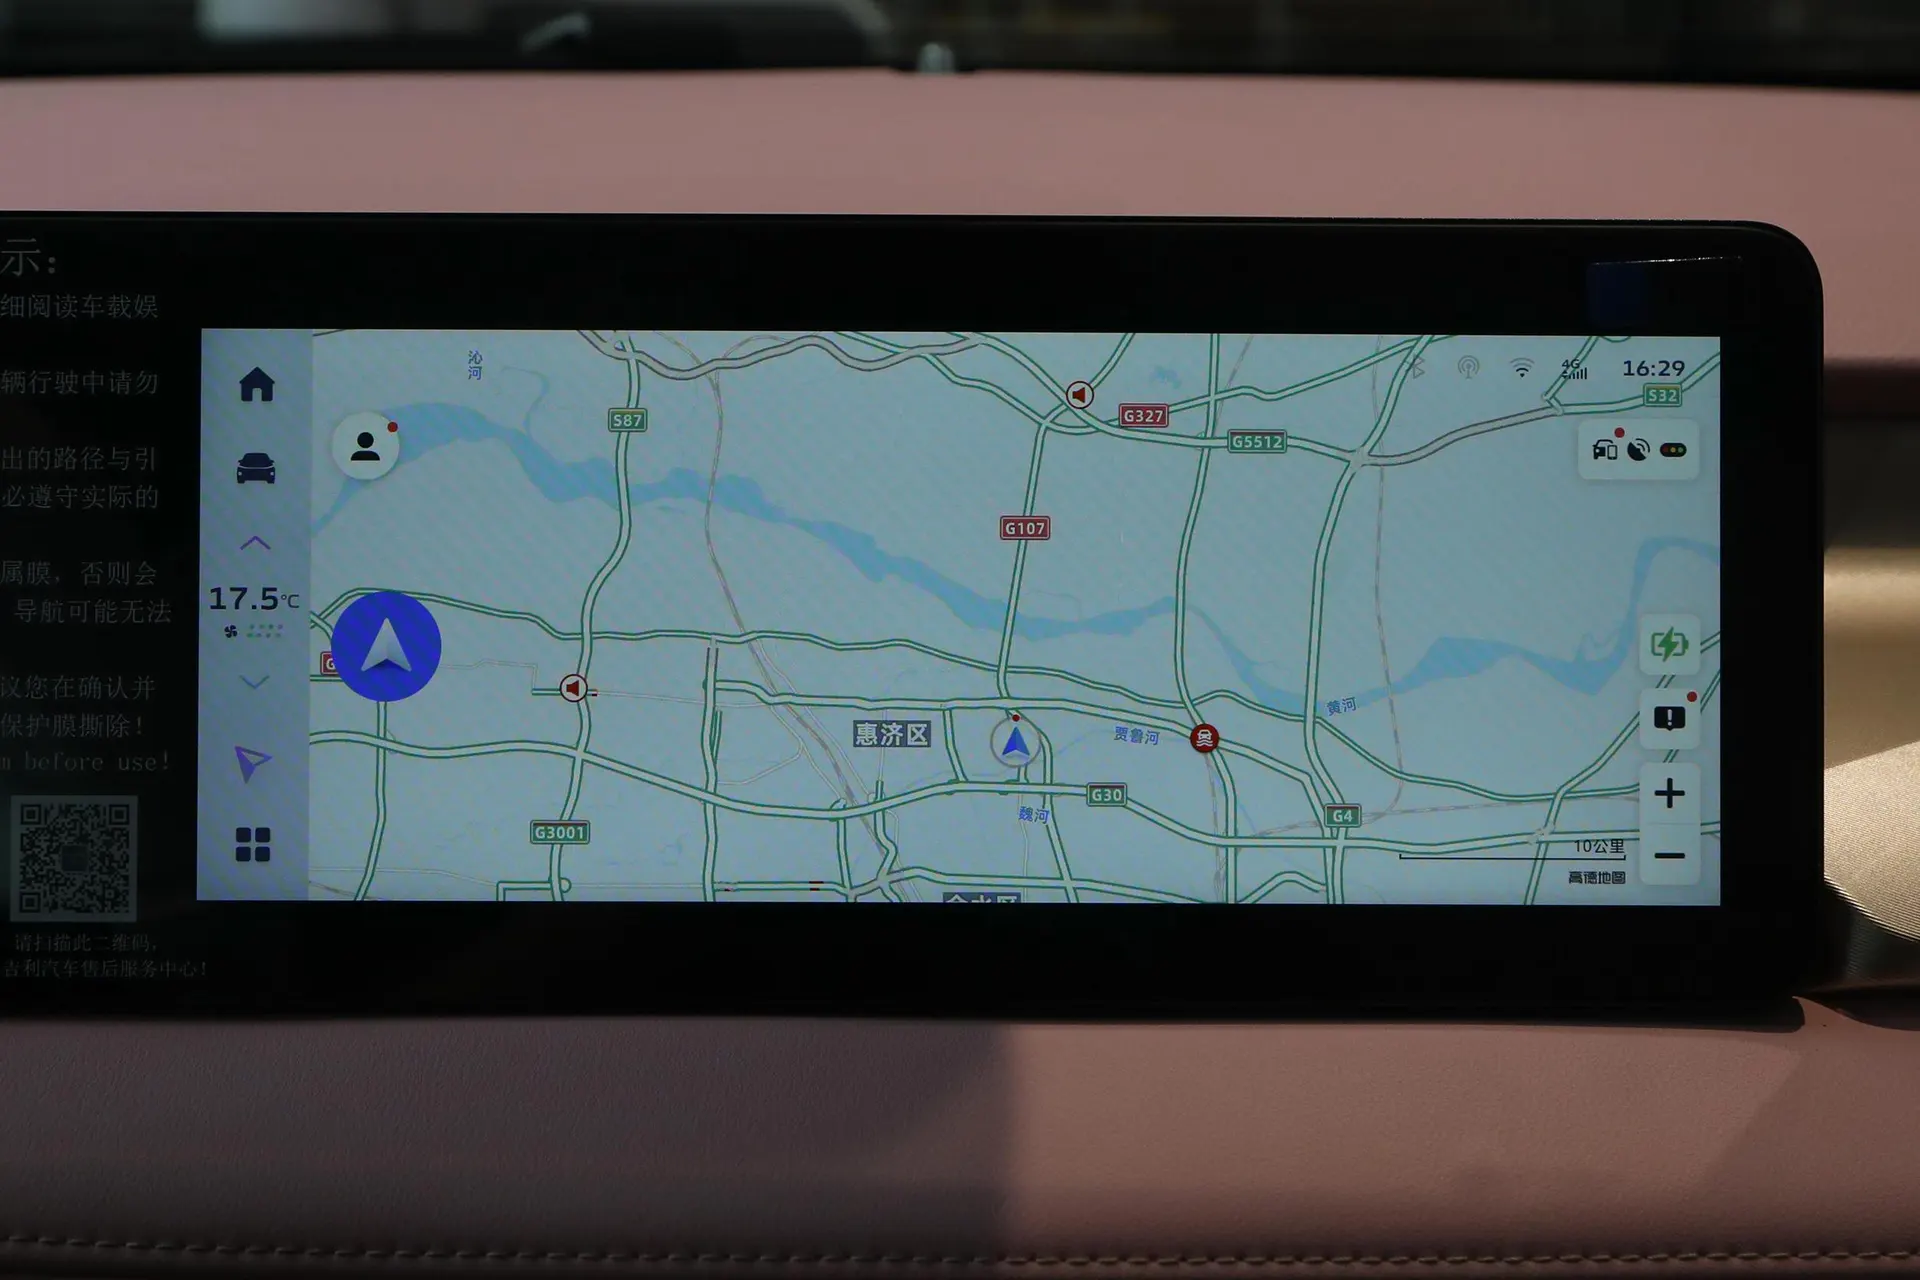 示：
细阅读车载娱
辆行驶中请勿
出的路径与引
必遵守实际的
属膜，否则会
导航可能无法
议您在确认并
保护膜撕除！
m before use!
请扫描此二维码，
吉利汽车售后服务中心！
17.5°C
沁河
4G
16:29
S32
S87
G327
G5512
G107
黄河
惠济区
贾鲁河
G30
魏河
G4
G3001
10公里
高德地图